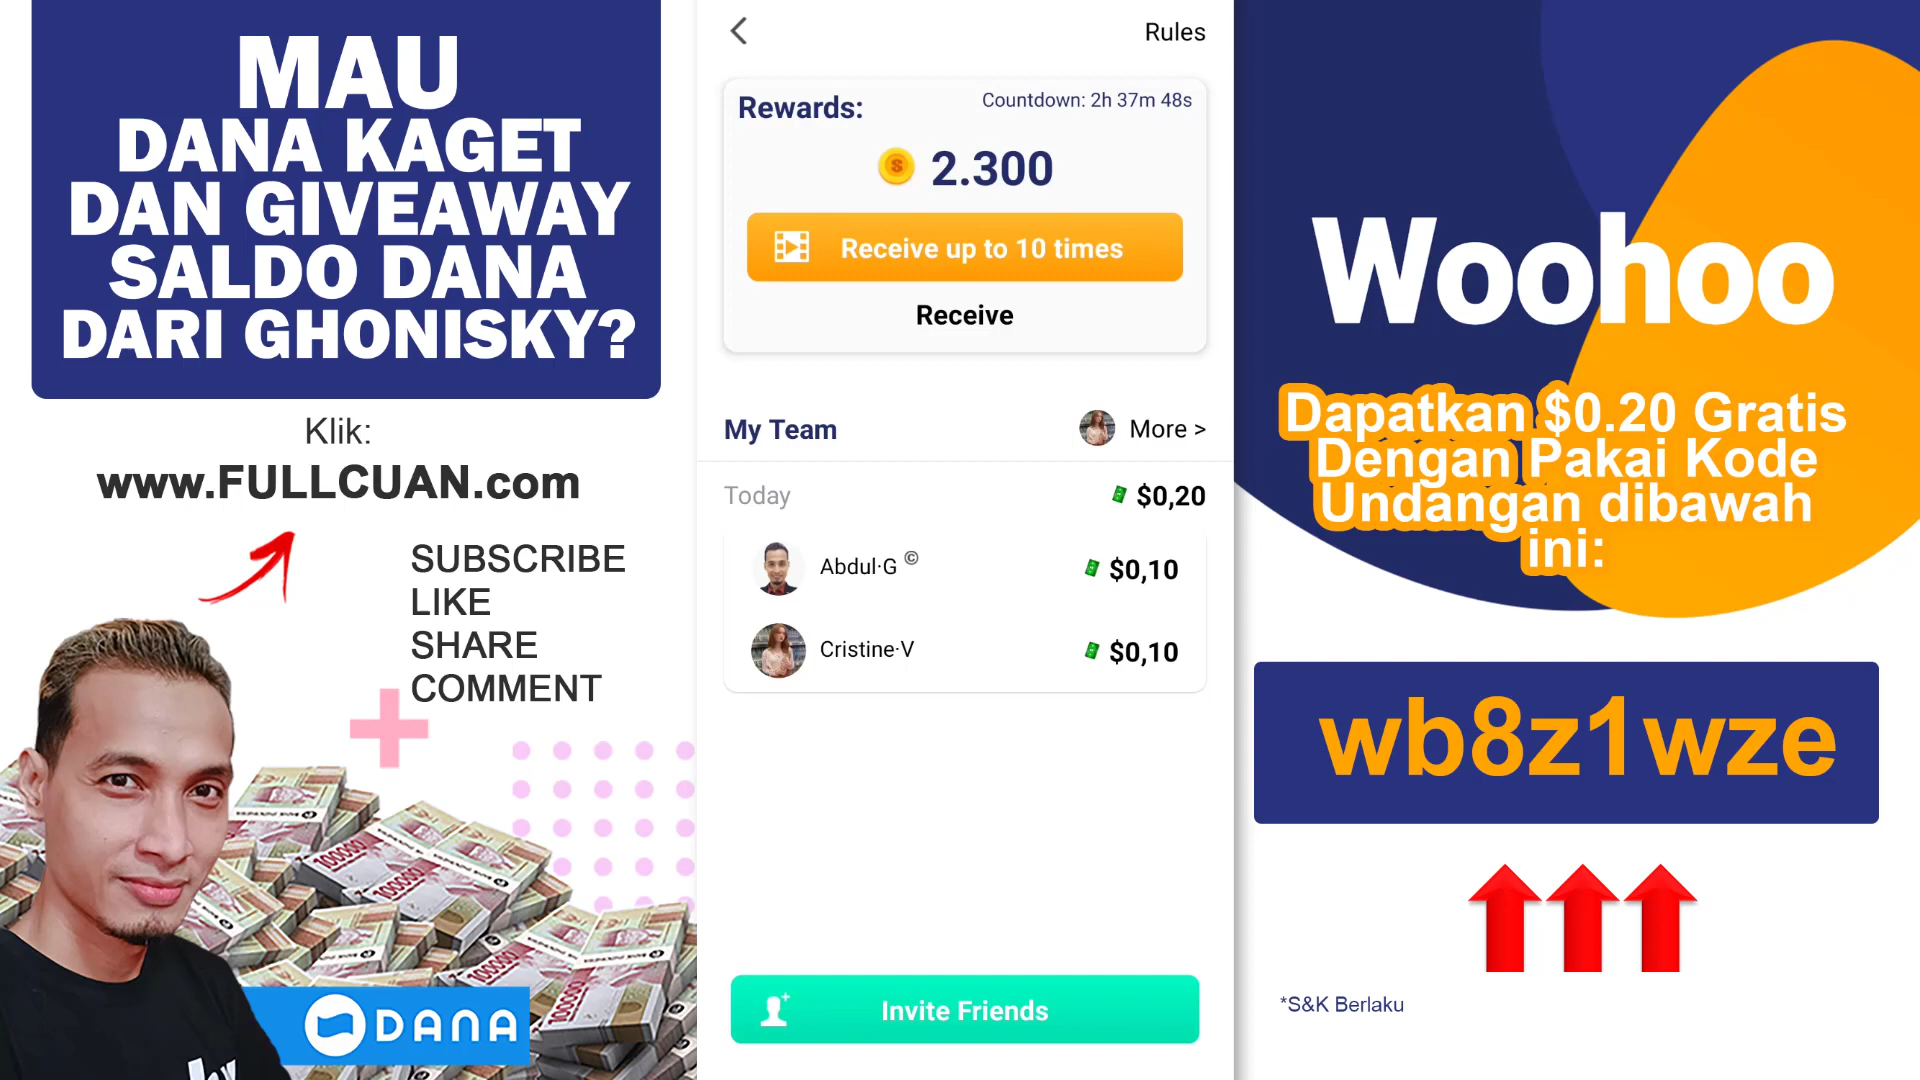 MAU
DANA KAGET
DAN GIVEAWAY
SALDO DANA
DARI GHONISKY?
Klik:
www.FULLCUAN.com
SUBSCRIBE
LIKE
SHARE
COMMENT
DANA
Rules
Rewards:
Countdown: 2h 37m 48s
2.300
Receive up to 10 times
Receive
My Team
More >
Today
$0,20
Abdul·G ©
$0,10
Cristine·V
$0,10
Invite Friends
Woohoo
Dapatkan $0.20 Gratis
Dengan Pakai Kode
Undangan dibawah
ini:
wb8z1wze
*S&K Berlaku
100000
100000
100000